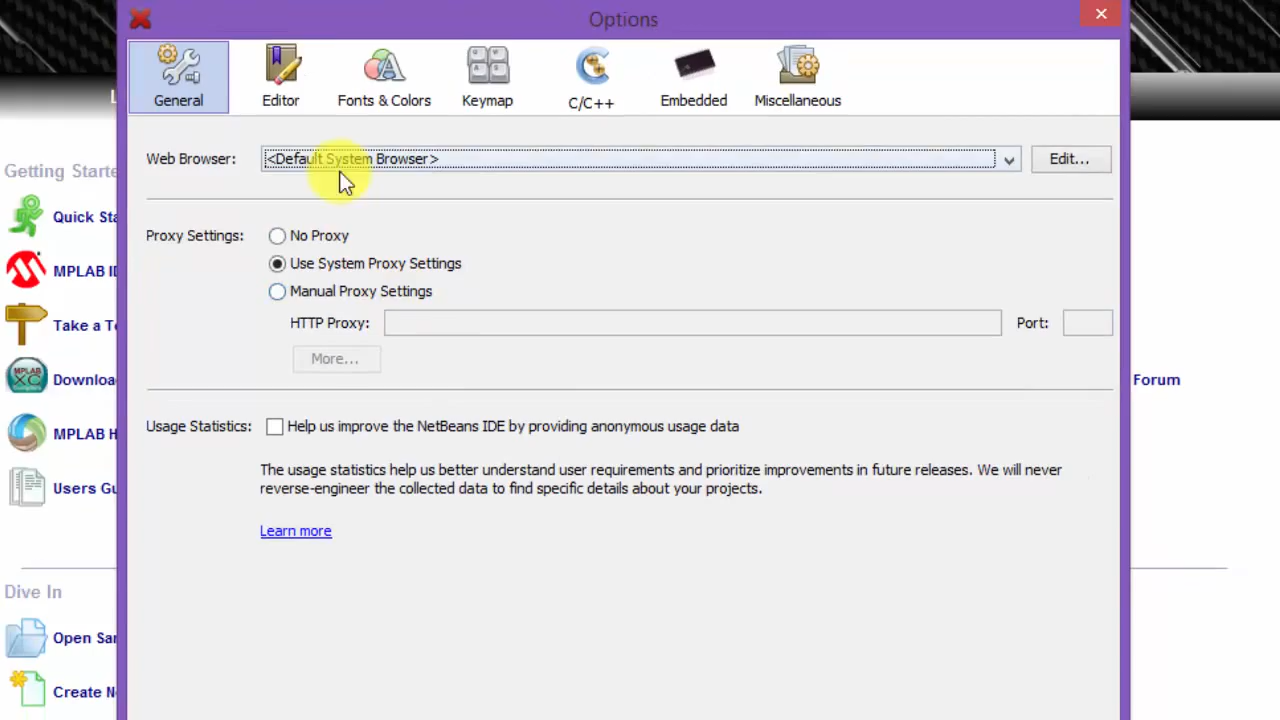 Options
General
Editor
Fonts & Colors
Keymap
C/C++
Embedded
Miscellaneous
Web Browser: <Default System Browser> Edit...
Proxy Settings: No Proxy
Use System Proxy Settings
Manual Proxy Settings
HTTP Proxy: Port:
More...
Usage Statistics: Help us improve the NetBeans IDE by providing anonymous usage data
The usage statistics help us better understand user requirements and prioritize improvements in future releases. We will never
reverse-engineer the collected data to find specific details about your projects.
Learn more
Getting Starte
Quick Sta
MPLAB ID
Take a To
MPLAB XC
Downloa
MPLAB H
Users Gu
Forum
Dive In
Open Sar
Create N